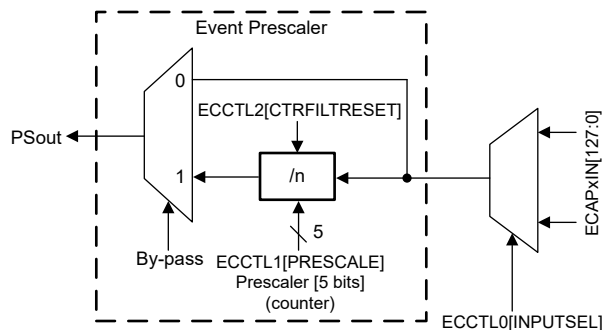 Event Prescaler
0
ECCTL2[CTRFILTRESET]
PSout
/n
1
ECAPxIN[127:0]
5
By-pass
ECCTL1[PRESCALE]
Prescaler [5 bits]
(counter)
ECCTL0[INPUTSEL]